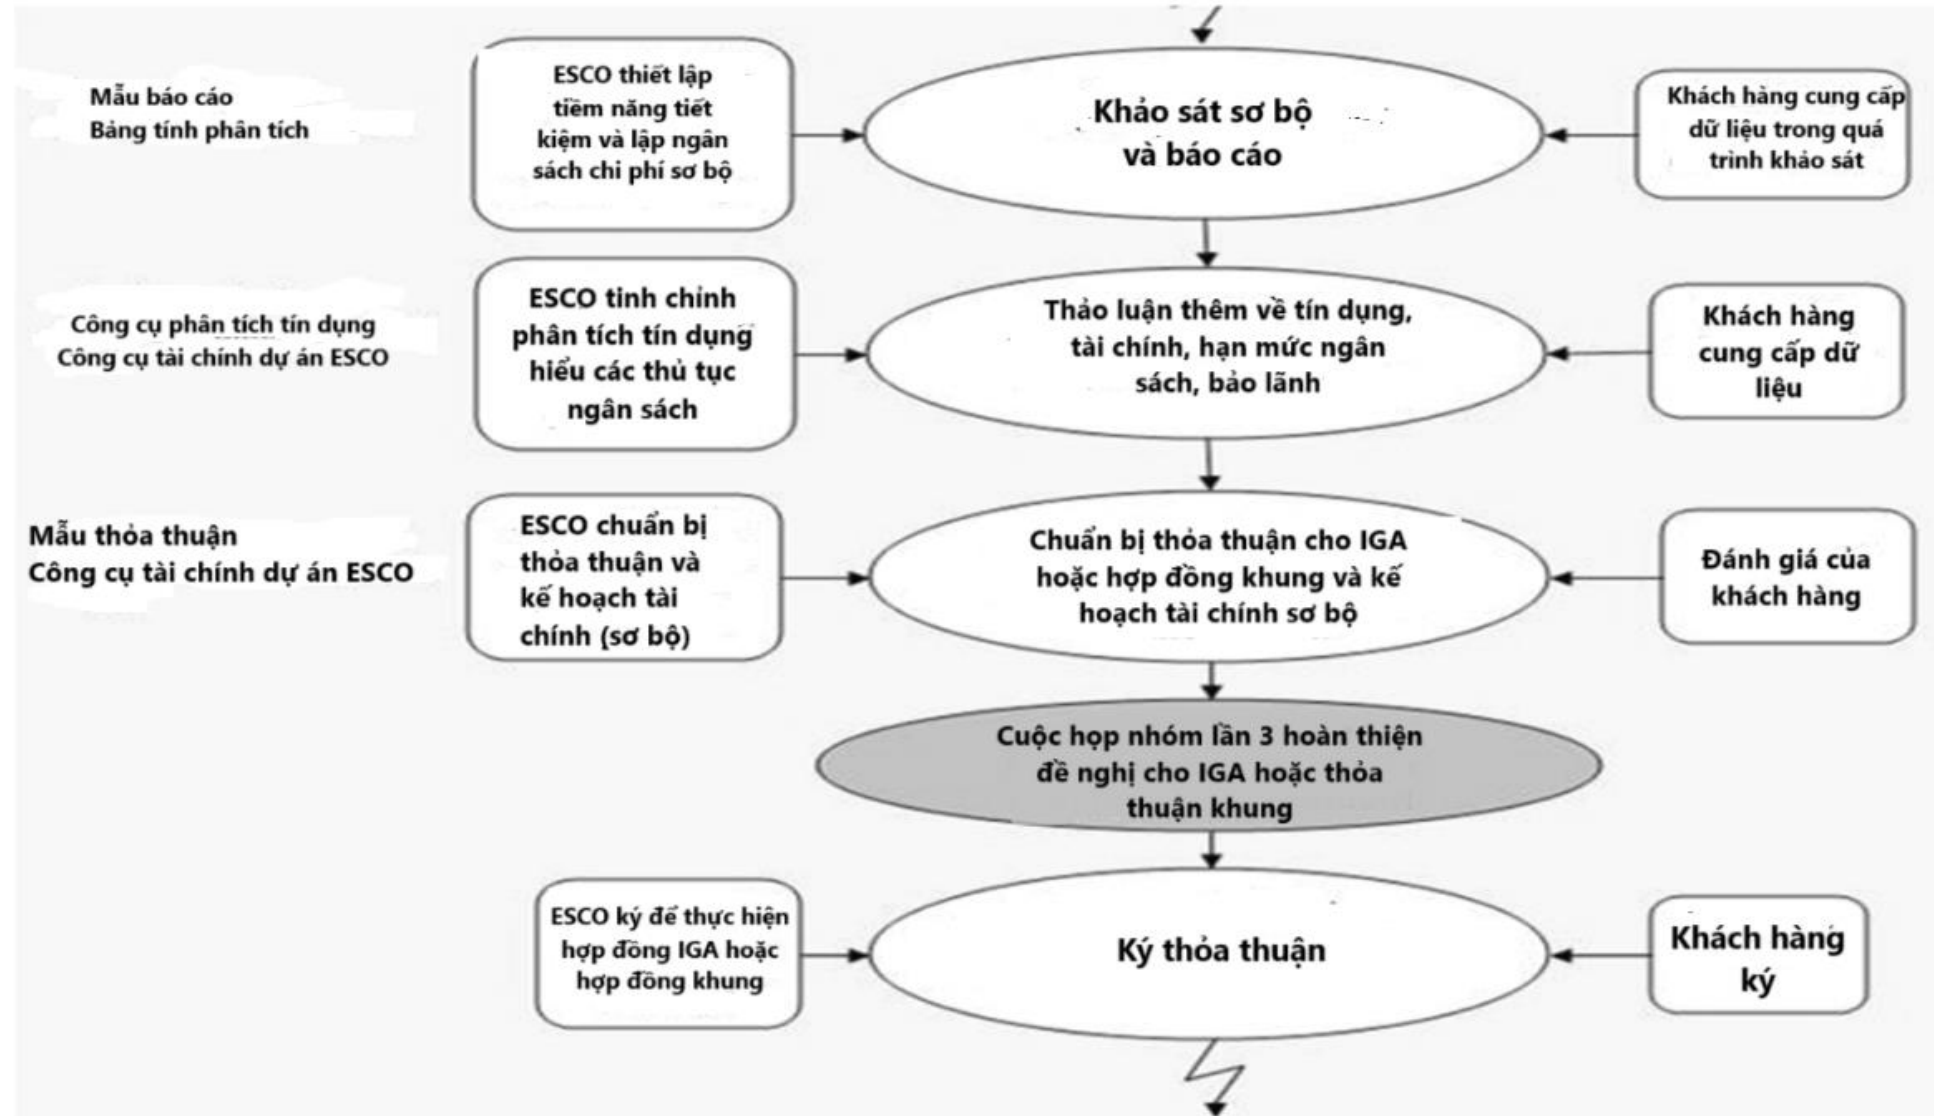 Mẫu báo cáo
Bảng tính phân tích
ESCO thiết lập
tiềm năng tiết
kiệm và lập ngân
sách chi phí sơ bộ
Khảo sát sơ bộ
và báo cáo
Khách hàng cung cấp
dữ liệu trong quá
trình khảo sát
Công cụ phân tích tín dụng
Công cụ tài chính dự án ESCO
ESCO tinh chỉnh
phân tích tín dụng
hiểu các thủ tục
ngân sách
Thảo luận thêm về tín dụng,
tài chính, hạn mức ngân
sách, bảo lãnh
Khách hàng
cung cấp dữ
liệu
Mẫu thỏa thuận
Công cụ tài chính dự án ESCO
ESCO chuẩn bị
thỏa thuận và
kế hoạch tài
chính (sơ bộ)
Chuẩn bị thỏa thuận cho IGA
hoặc hợp đồng khung và kế
hoạch tài chính sơ bộ
Đánh giá của
khách hàng
Cuộc họp nhóm lần 3 hoàn thiện
đề nghị cho IGA hoặc thỏa
thuận khung
ESCO ký để thực hiện
hợp đồng IGA hoặc
hợp đồng khung
Ký thỏa thuận
Khách hàng
ký